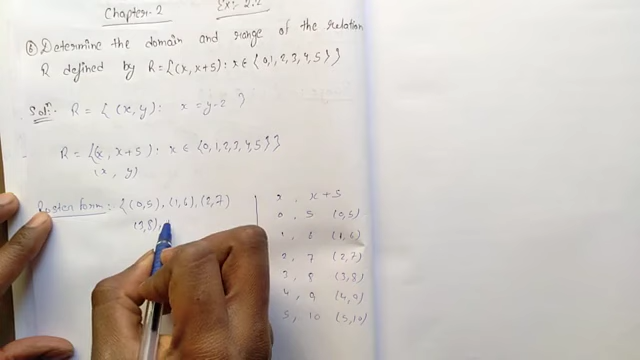 Chapter-2 Ex:- 2.2
⑥ Determine the domain and range of the relation
R defined by R = {(x, x+5) : x ∈ {0,1,2,3,4,5}}
Soln:- R = { (x, y) : x = y-2 }
R = {(x, x+5) : x ∈ {0,1,2,3,4,5}}
(x, y)
Roster form : {(0,5), (1,6), (2,7)
(3,8),
x, x+5
0, 5 (0,5)
1, 6 (1,6)
2, 7 (2,7)
3, 8 (3,8)
4, 9 (4,9)
5, 10 (5,10)